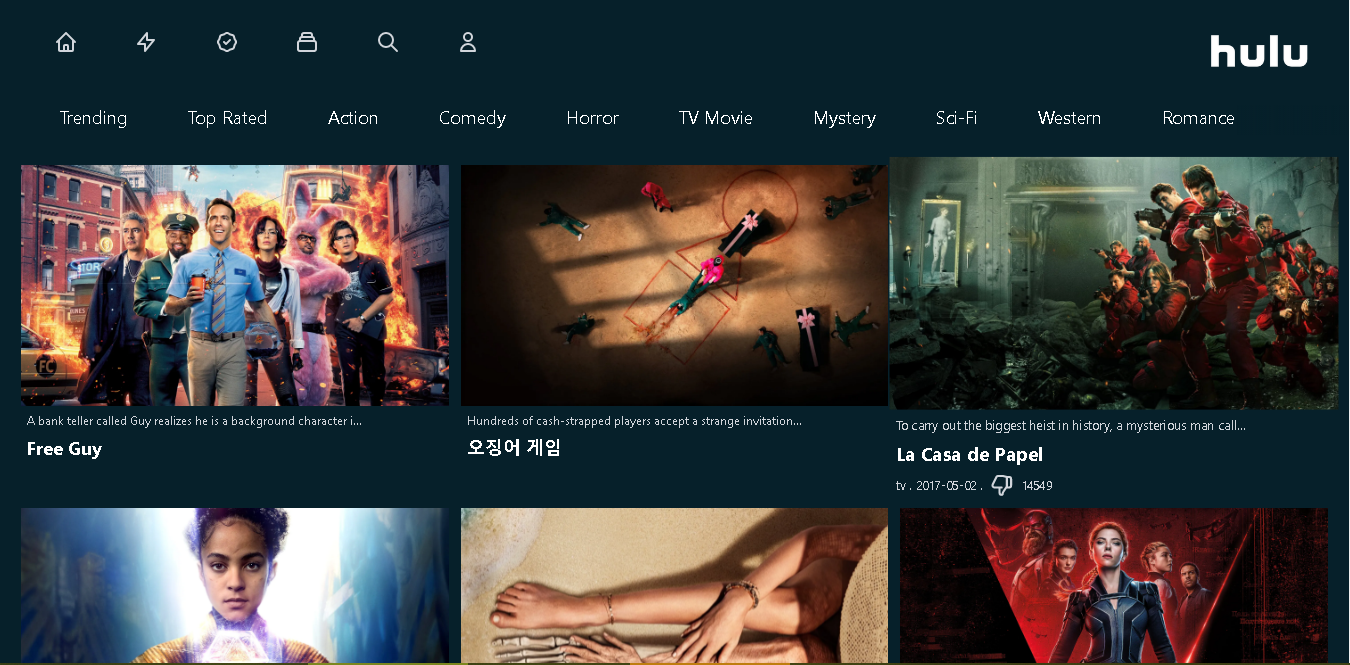 hulu
Trending Top Rated Action Comedy Horror TV Movie Mystery Sci-Fi Western Romance
STOR
FC
A bank teller called Guy realizes he is a background character i...
Free Guy
Hundreds of cash-strapped players accept a strange invitation...
오징어 게임
To carry out the biggest heist in history, a mysterious man call...
La Casa de Papel
tv . 2017-05-02 . 14549